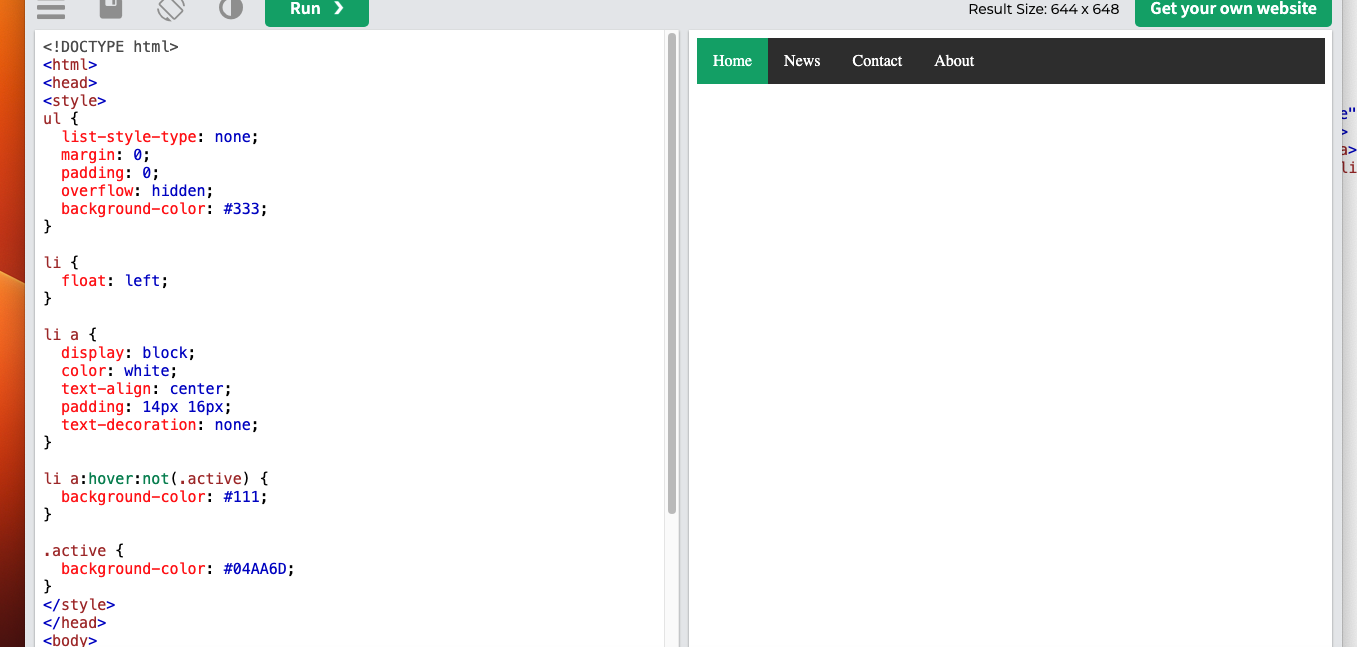 Run ❯
Result Size: 644 x 648
Get your own website
<!DOCTYPE html>
<html>
<head>
<style>
ul {
  list-style-type: none;
  margin: 0;
  padding: 0;
  overflow: hidden;
  background-color: #333;
}

li {
  float: left;
}

li a {
  display: block;
  color: white;
  text-align: center;
  padding: 14px 16px;
  text-decoration: none;
}

li a:hover:not(.active) {
  background-color: #111;
}

.active {
  background-color: #04AA6D;
}
</style>
</head>
<body>
Home News Contact About
e"
>
a>
li